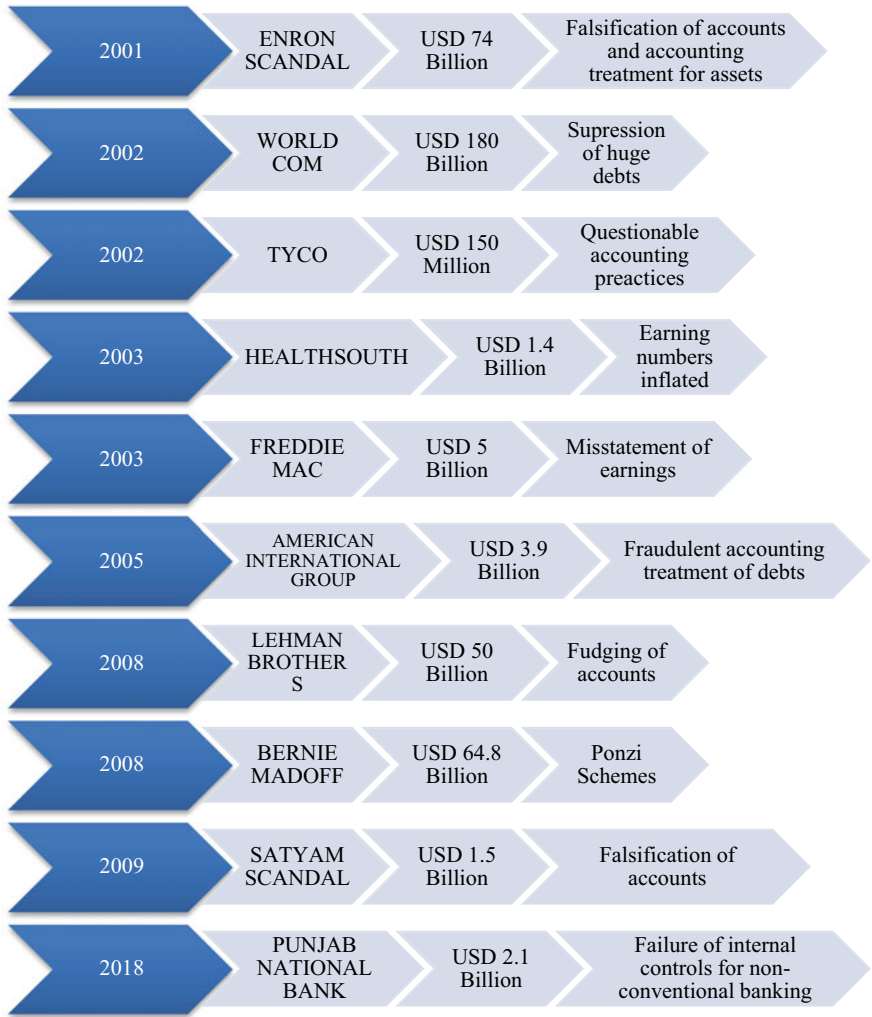 2001
ENRON
SCANDAL
USD 74
Billion
Falsification of accounts
and accounting
treatment for assets
2002
WORLD
COM
USD 180
Billion
Supression
of huge
debts
2002
TYCO
USD 150
Million
Questionable
accounting
preactices
2003
HEALTHSOUTH
USD 1.4
Billion
Earning
numbers
inflated
2003
FREDDIE
MAC
USD 5
Billion
Misstatement of
earnings
2005
AMERICAN
INTERNATIONAL
GROUP
USD 3.9
Billion
Fraudulent accounting
treatment of debts
2008
LEHMAN
BROTHER
S
USD 50
Billion
Fudging of
accounts
2008
BERNIE
MADOFF
USD 64.8
Billion
Ponzi
Schemes
2009
SATYAM
SCANDAL
USD 1.5
Billion
Falsification of
accounts
2018
PUNJAB
NATIONAL
BANK
USD 2.1
Billion
Failure of internal
controls for non-
conventional banking